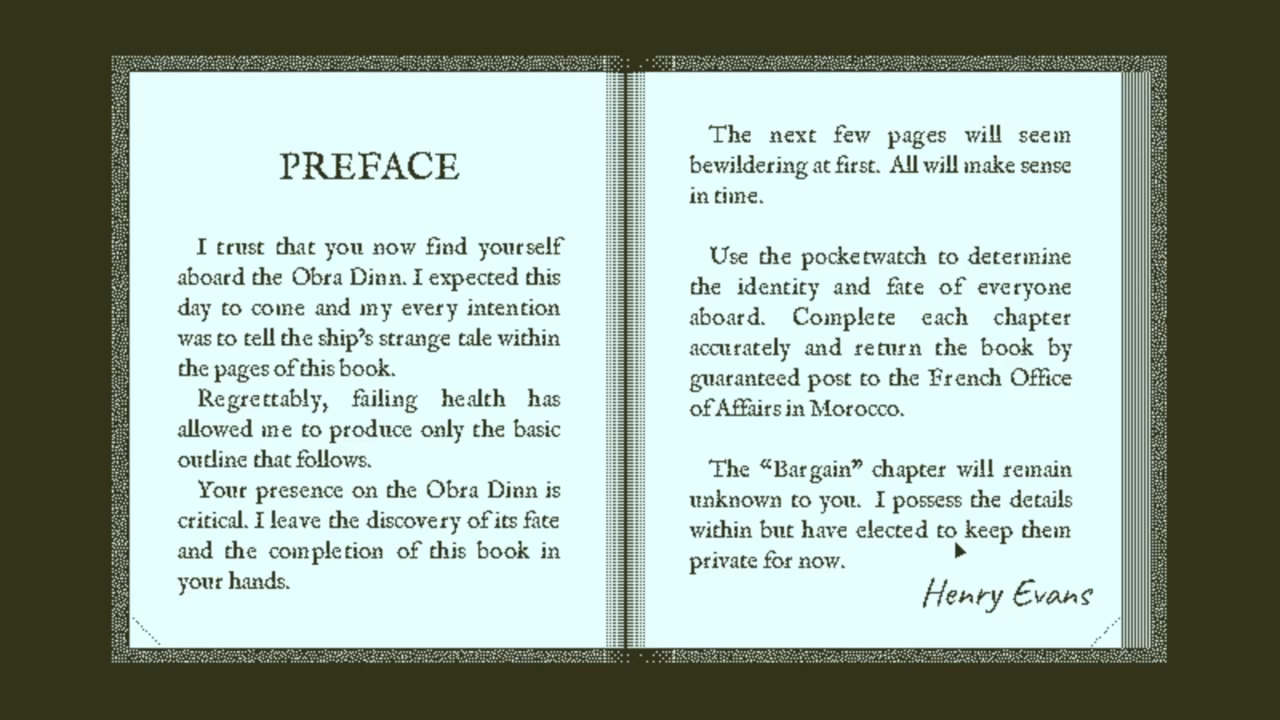 PREFACE
I trust that you now find yourself
aboard the Obra Dinn. I expected this
day to come and my every intention
was to tell the ship's strange tale within
the pages of this book.
Regrettably, failing health has
allowed me to produce only the basic
outline that follows.
Your presence on the Obra Dinn is
critical. I leave the discovery of its fate
and the completion of this book in
your hands.
The next few pages will seem
bewildering at first. All will make sense
in time.
Use the pocketwatch to determine
the identity and fate of everyone
aboard. Complete each chapter
accurately and return the book by
guaranteed post to the French Office
of Affairs in Morocco.
The “Bargain” chapter will remain
unknown to you. I possess the details
within but have elected to keep them
private for now.
Henry Evans